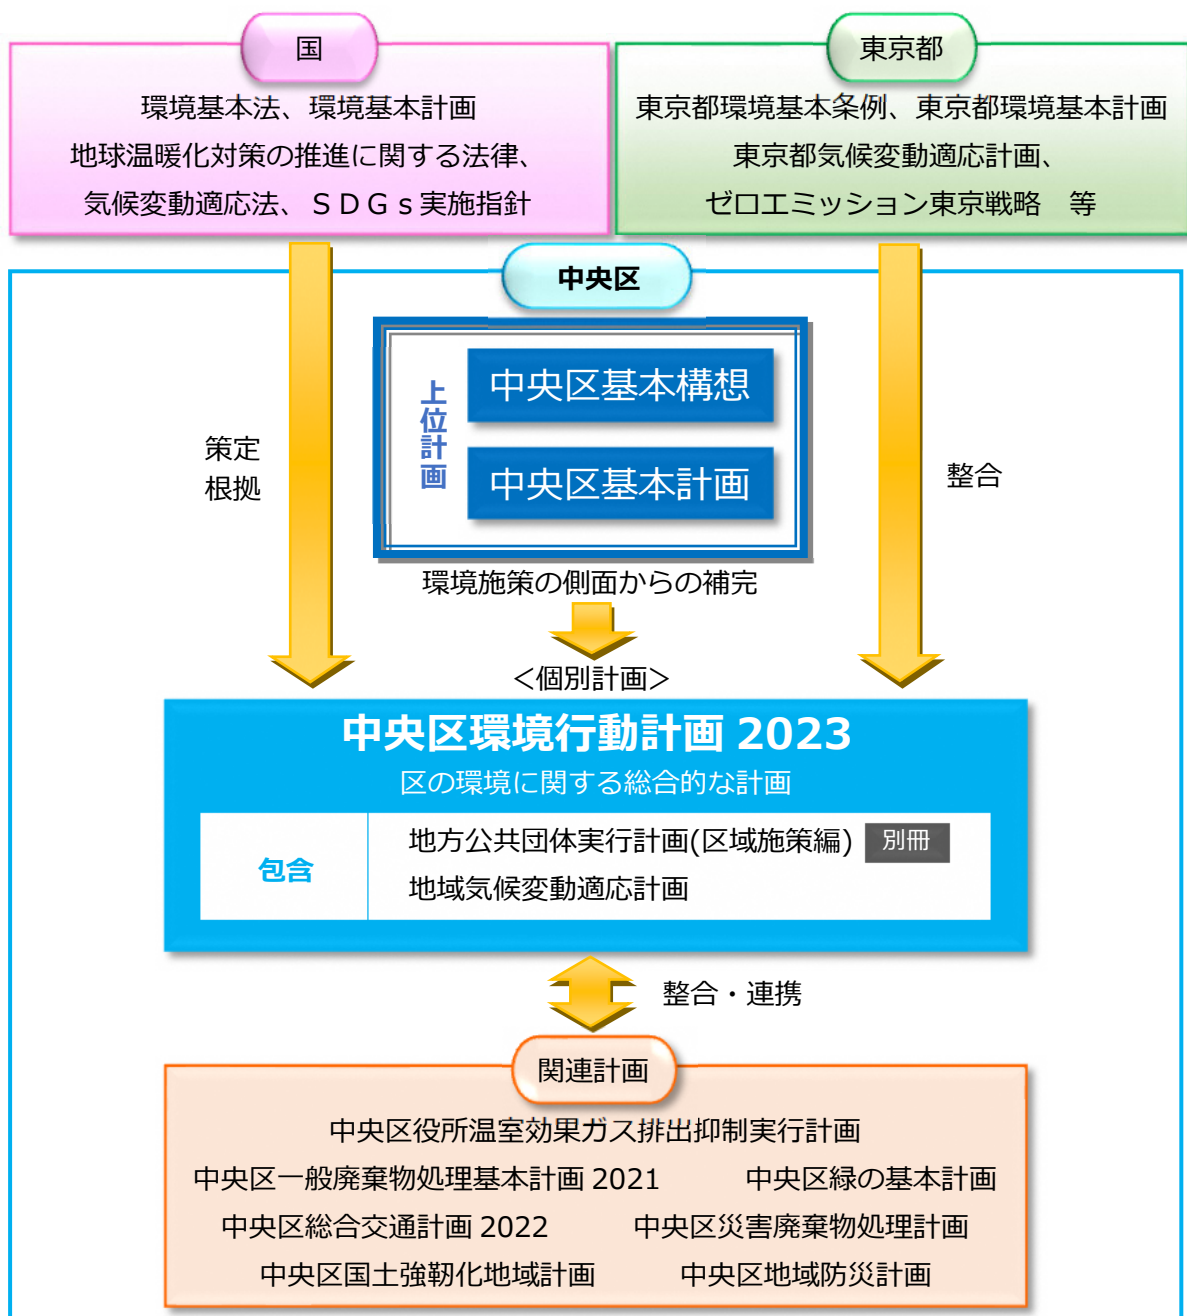 国
環境基本法、環境基本計画
地球温暖化対策の推進に関する法律、
気候変動適応法、ＳＤＧｓ実施指針
東京都
東京都環境基本条例、東京都環境基本計画
東京都気候変動適応計画、
ゼロエミッション東京戦略　等
中央区
上位計画
中央区基本構想
中央区基本計画
策定
根拠
整合
環境施策の側面からの補完
＜個別計画＞
中央区環境行動計画 2023
区の環境に関する総合的な計画
包含
地方公共団体実行計画(区域施策編) 別冊
地域気候変動適応計画
整合・連携
関連計画
中央区役所温室効果ガス排出抑制実行計画
中央区一般廃棄物処理基本計画 2021　中央区緑の基本計画
中央区総合交通計画 2022　中央区災害廃棄物処理計画
中央区国土強靭化地域計画　中央区地域防災計画